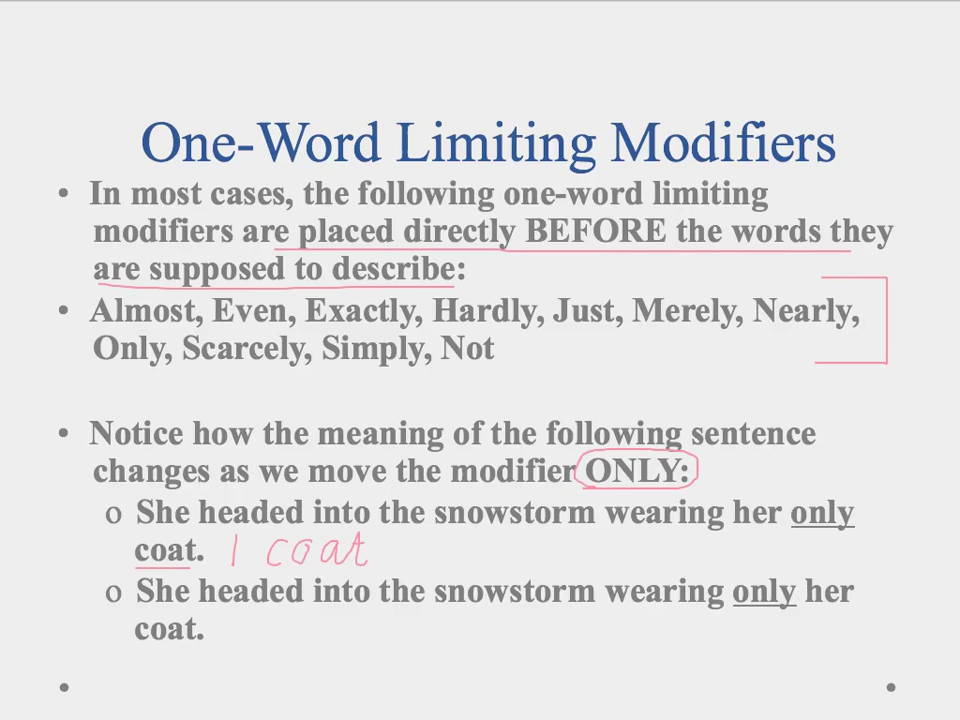 One-Word Limiting Modifiers
• In most cases, the following one-word limiting
modifiers are placed directly BEFORE the words they
are supposed to describe:
• Almost, Even, Exactly, Hardly, Just, Merely, Nearly,
Only, Scarcely, Simply, Not
• Notice how the meaning of the following sentence
changes as we move the modifier ONLY:
o She headed into the snowstorm wearing her only
coat. 1 coat
o She headed into the snowstorm wearing only her
coat.